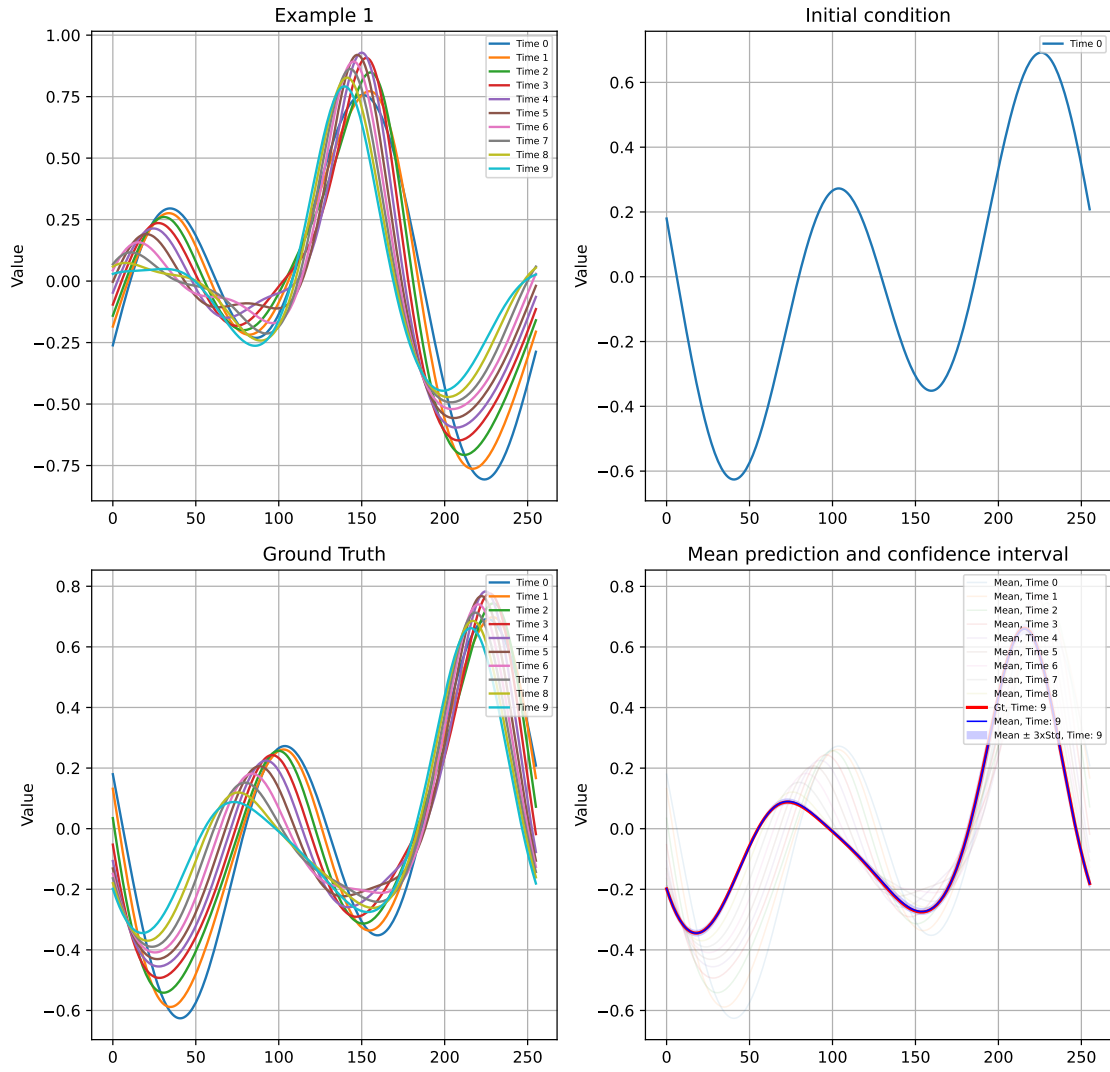 Example 1
Value
1.00
0.75
0.50
0.25
0.00
−0.25
−0.50
−0.75
0 50 100 150 200 250
Time 0
Time 1
Time 2
Time 3
Time 4
Time 5
Time 6
Time 7
Time 8
Time 9
Initial condition
Value
0.6
0.4
0.2
0.0
−0.2
−0.4
−0.6
0 50 100 150 200 250
Time 0
Ground Truth
Value
0.8
0.6
0.4
0.2
0.0
−0.2
−0.4
−0.6
0 50 100 150 200 250
Time 0
Time 1
Time 2
Time 3
Time 4
Time 5
Time 6
Time 7
Time 8
Time 9
Mean prediction and confidence interval
Value
0.8
0.6
0.4
0.2
0.0
−0.2
−0.4
−0.6
0 50 100 150 200 250
Mean, Time 0
Mean, Time 1
Mean, Time 2
Mean, Time 3
Mean, Time 4
Mean, Time 5
Mean, Time 6
Mean, Time 7
Mean, Time 8
Gt, Time: 9
Mean, Time: 9
Mean ± 3xStd, Time: 9